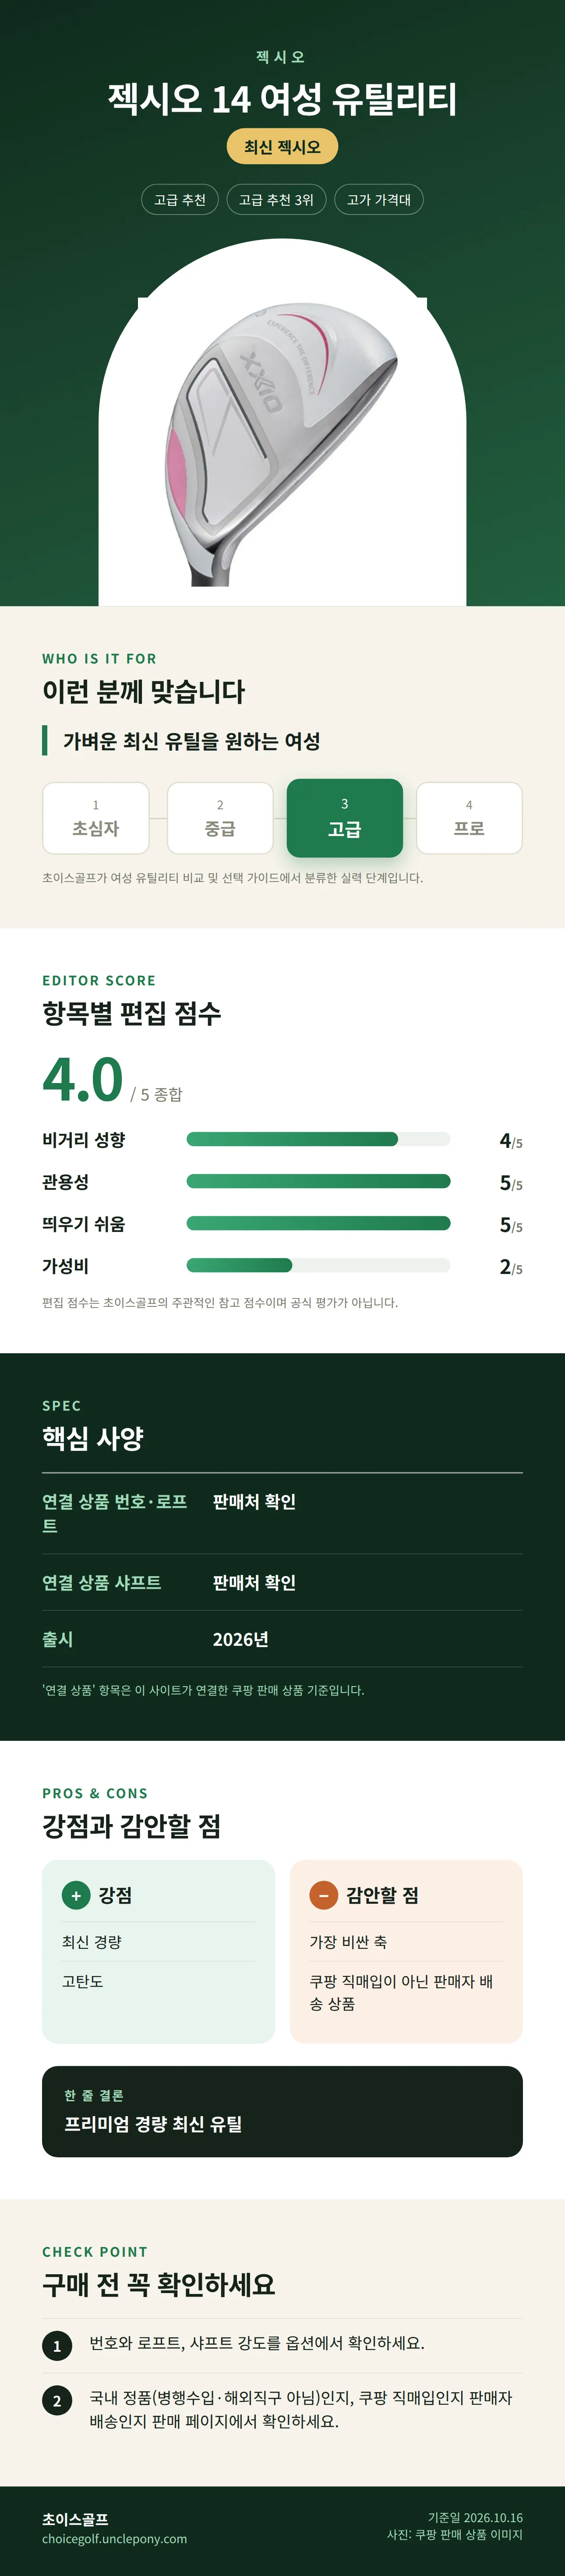 젝시오
젝시오 14 여성 유틸리티
최신 젝시오
고급 추천
고급 추천 3위
고가 가격대
EXPERIENCE THE DIFFERENCE
XXIO
WHO IS IT FOR
이런 분께 맞습니다
가벼운 최신 유틸을 원하는 여성
1
초심자
2
중급
3
고급
4
프로
초이스골프가 여성 유틸리티 비교 및 선택 가이드에서 분류한 실력 단계입니다.
EDITOR SCORE
항목별 편집 점수
4.0 / 5 종합
비거리 성향 4/5
관용성 5/5
띄우기 쉬움 5/5
가성비 2/5
편집 점수는 초이스골프의 주관적인 참고 점수이며 공식 평가가 아닙니다.
SPEC
핵심 사양
연결 상품 번호·로프트 판매처 확인
연결 상품 샤프트 판매처 확인
출시 2026년
'연결 상품' 항목은 이 사이트가 연결한 쿠팡 판매 상품 기준입니다.
PROS & CONS
강점과 감안할 점
+ 강점
최신 경량
고탄도
− 감안할 점
가장 비싼 축
쿠팡 직매입이 아닌 판매자 배
송 상품
한 줄 결론
프리미엄 경량 최신 유틸
CHECK POINT
구매 전 꼭 확인하세요
1 번호와 로프트, 샤프트 강도를 옵션에서 확인하세요.
2 국내 정품(병행수입·해외직구 아님)인지, 쿠팡 직매입인지 판매자
배송인지 판매 페이지에서 확인하세요.
초이스골프
choicegolf.unclepony.com
기준일 2026.10.16
사진: 쿠팡 판매 상품 이미지